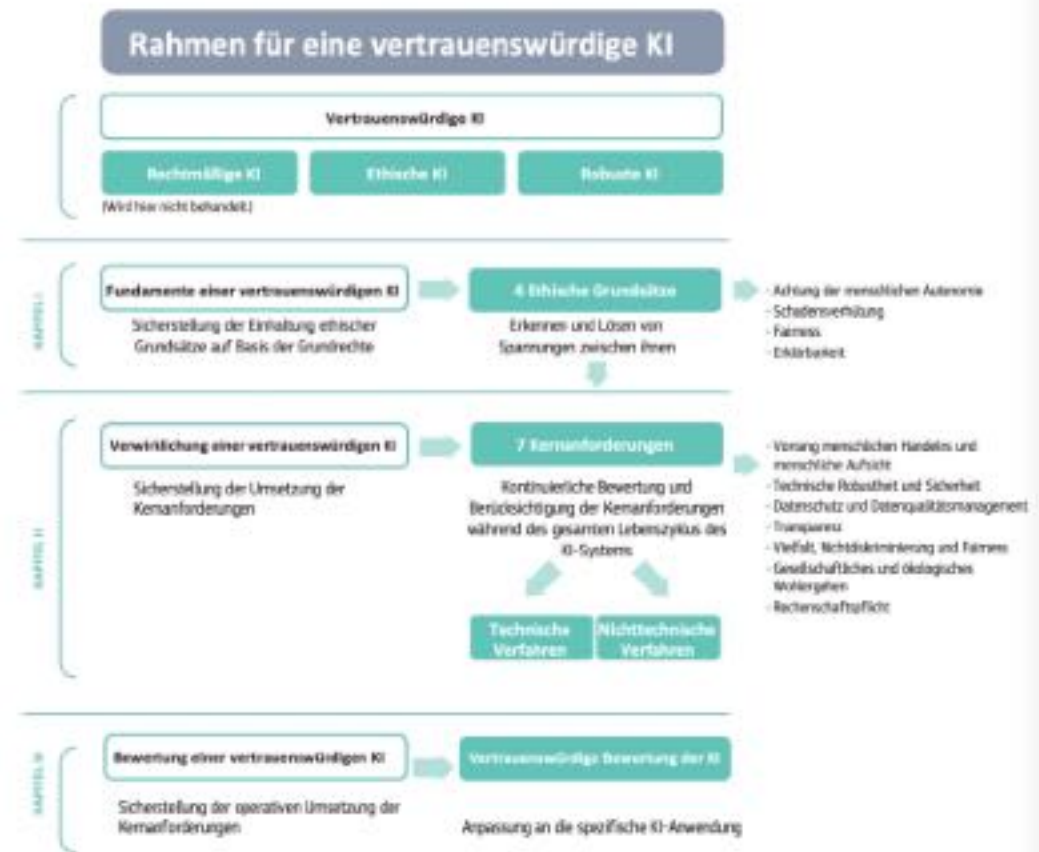 Rahmen für eine vertrauenswürdige KI
Vertrauenswürdige KI
Rechtmäßige KI
Ethische KI
Robuste KI
(Wird hier nicht behandelt.)
KAPITEL I
Fundamente einer vertrauenswürdigen KI
Sicherstellung der Einhaltung ethischer
Grundsätze auf Basis der Grundrechte
4 Ethische Grundsätze
Erkennen und Lösen von
Spannungen zwischen ihnen
- Achtung der menschlichen Autonomie
- Schadensverhütung
- Fairness
- Erklärbarkeit
KAPITEL II
Verwirklichung einer vertrauenswürdigen KI
Sicherstellung der Umsetzung der
Kernanforderungen
7 Kernanforderungen
Kontinuierliche Bewertung und
Berücksichtigung der Kernanforderungen
während des gesamten Lebenszyklus des
KI-Systems
Technische
Verfahren
Nichttechnische
Verfahren
- Vorrang menschlichen Handelns und
menschliche Aufsicht
- Technische Robustheit und Sicherheit
- Datenschutz und Datenqualitätsmanagement
- Transparenz
- Vielfalt, Nichtdiskriminierung und Fairness
- Gesellschaftliches und ökologisches
Wohlergehen
- Rechenschaftspflicht
KAPITEL III
Bewertung einer vertrauenswürdigen KI
Sicherstellung der operativen Umsetzung der
Kernanforderungen
Vertrauenswürdige Bewertung der KI
Anpassung an die spezifische KI-Anwendung